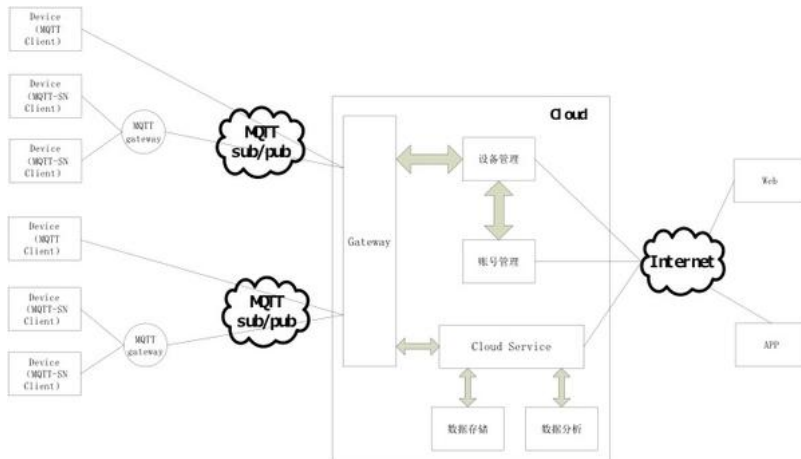 Device
(MQTT
Client)
Device
(MQTT-SN
Client)
Device
(MQTT-SN
Client)
MQTT
gateway
MQTT
sub/pub
Device
(MQTT
Client)
Device
(MQTT-SN
Client)
Device
(MQTT-SN
Client)
MQTT
gateway
MQTT
sub/pub
Cloud
Gateway
设备管理
帐号管理
Cloud Service
数据存储
数据分析
Internet
Web
APP